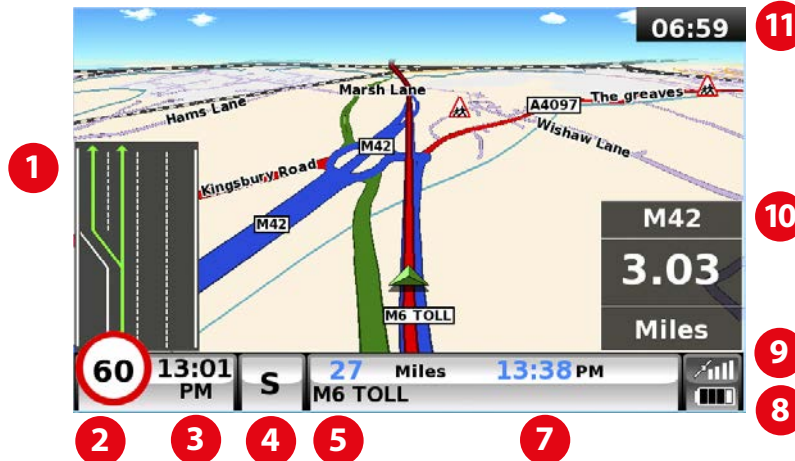 06:59
11
Marsh Lane
The greaves
A4097
Hams Lane
Wishaw Lane
M42
1
Kingsbury Road
M42
M42
10
3.03
M6 TOLL
Miles
60
13:01
PM
S
27 Miles 13:38 PM
M6 TOLL
9
8
2
3
4
5
7